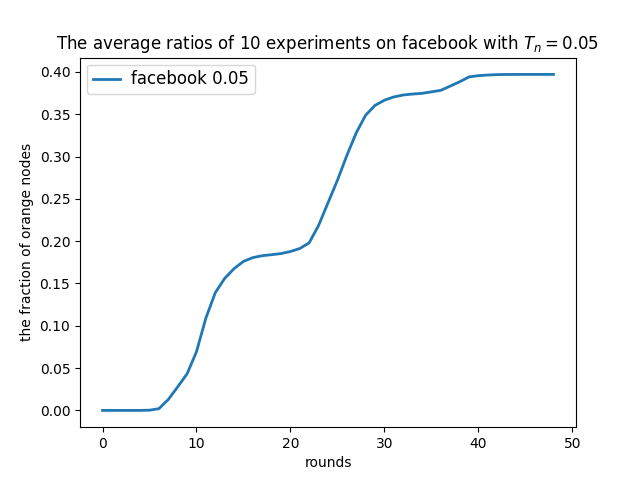 The average ratios of 10 experiments on facebook with Tₙ = 0.05
facebook 0.05
the fraction of orange nodes
0.40
0.35
0.30
0.25
0.20
0.15
0.10
0.05
0.00
0 10 20 30 40 50
rounds